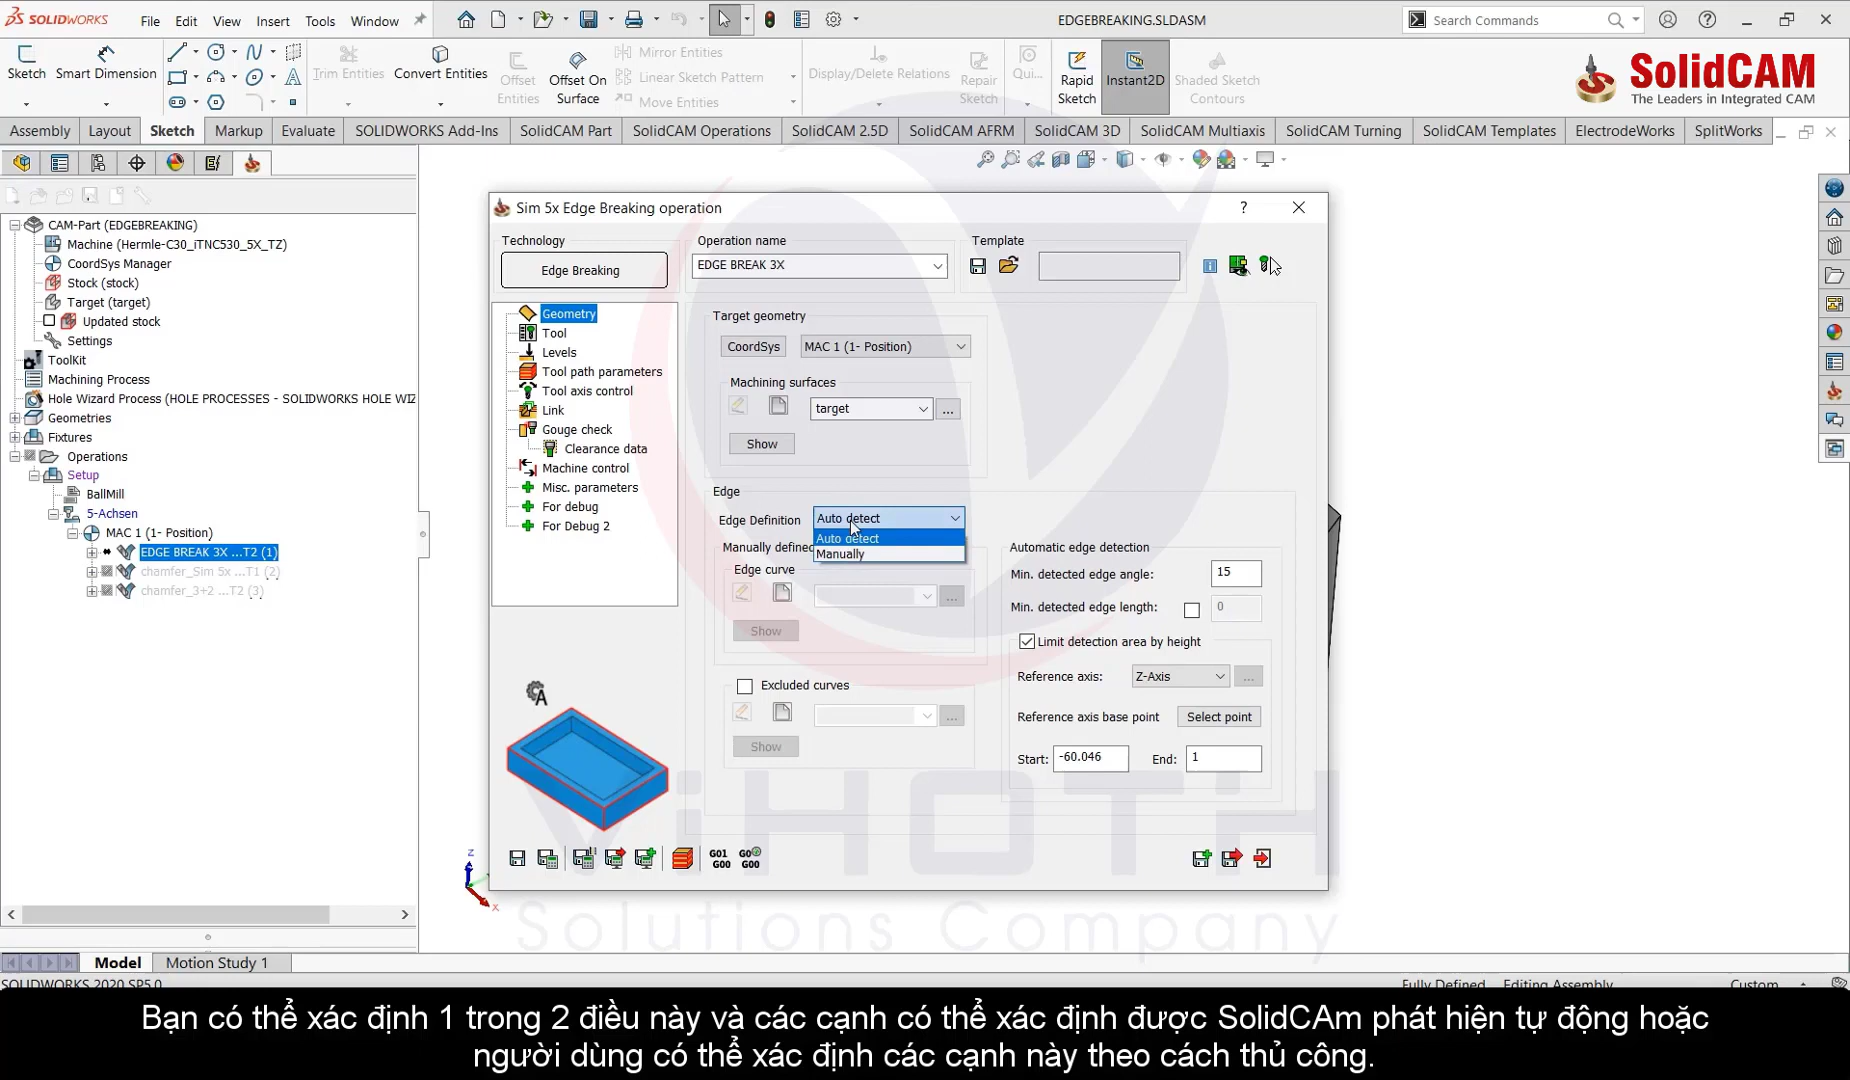 SOLIDWORKS File Edit View Insert Tools Window EDGEBREAKING.SLDASM Search Commands
Sketch Smart Dimension Trim Entities Convert Entities Offset Entities Offset On Surface Mirror Entities Linear Sketch Pattern Move Entities Display/Delete Relations Repair Sketch Qui... Rapid Sketch Instant2D Shaded Sketch Contours
SolidCAM
The Leaders in Integrated CAM
Assembly Layout Sketch Markup Evaluate SOLIDWORKS Add-Ins SolidCAM Part SolidCAM Operations SolidCAM 2.5D SolidCAM AFRM SolidCAM 3D SolidCAM Multiaxis SolidCAM Turning SolidCAM Templates ElectrodeWorks SplitWorks
CAM-Part (EDGEBREAKING)
Machine (Hermle-C30_iTNC530_5X_TZ)
CoordSys Manager
Stock (stock)
Target (target)
Updated stock
Settings
ToolKit
Machining Process
Hole Wizard Process (HOLE PROCESSES - SOLIDWORKS HOLE WIZ
Geometries
Fixtures
Operations
Setup
BallMill
5-Achsen
MAC 1 (1- Position)
EDGE BREAK 3X ...T2 (1)
chamfer_Sim 5x ...T1 (2)
chamfer_3+2 ...T2 (3)
Sim 5x Edge Breaking operation ?
Technology Operation name Template
Edge Breaking EDGE BREAK 3X
Geometry
Tool
Levels
Tool path parameters
Tool axis control
Link
Gouge check
Clearance data
Machine control
Misc. parameters
For debug
For Debug 2
Target geometry
CoordSys MAC 1 (1- Position)
Machining surfaces
target ...
Show
Edge
Edge Definition Auto detect
Auto detect
Manually
Manually defined
Edge curve
...
Show
Excluded curves
...
Show
Automatic edge detection
Min. detected edge angle: 15
Min. detected edge length: 0
Limit detection area by height
Reference axis: Z-Axis ...
Reference axis base point Select point
Start: -60.046 End: 1
G01 G00
G00
Z
X
ViHOTH
Solutions Company
Model Motion Study 1
SOLIDWORKS 2020 SP5.0 Fully Defined Editing Assembly Custom
Bạn có thể xác định 1 trong 2 điều này và các cạnh có thể xác định được SolidCAm phát hiện tự động hoặc
người dùng có thể xác định các cạnh này theo cách thủ công.